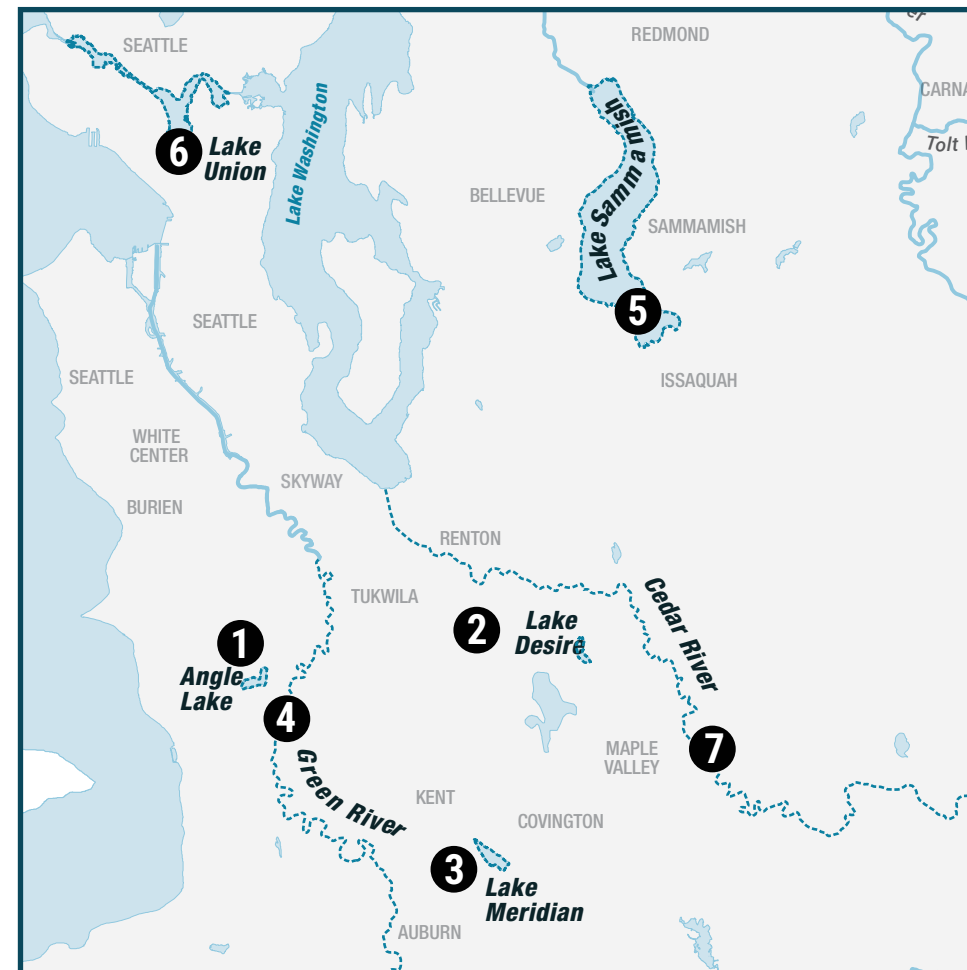 SEATTLE
REDMOND
6
Lake
Union
Lake Washington
Lake Samm a mish
BELLEVUE
SAMMAMISH
Tolt
5
ISSAQUAH
SEATTLE
SEATTLE
WHITE
CENTER
SKYWAY
BURIEN
RENTON
TUKWILA
1
Angle
Lake
2
Lake
Desire
Cedar River
4
Green River
7
MAPLE
VALLEY
KENT
COVINGTON
3
Lake
Meridian
AUBURN